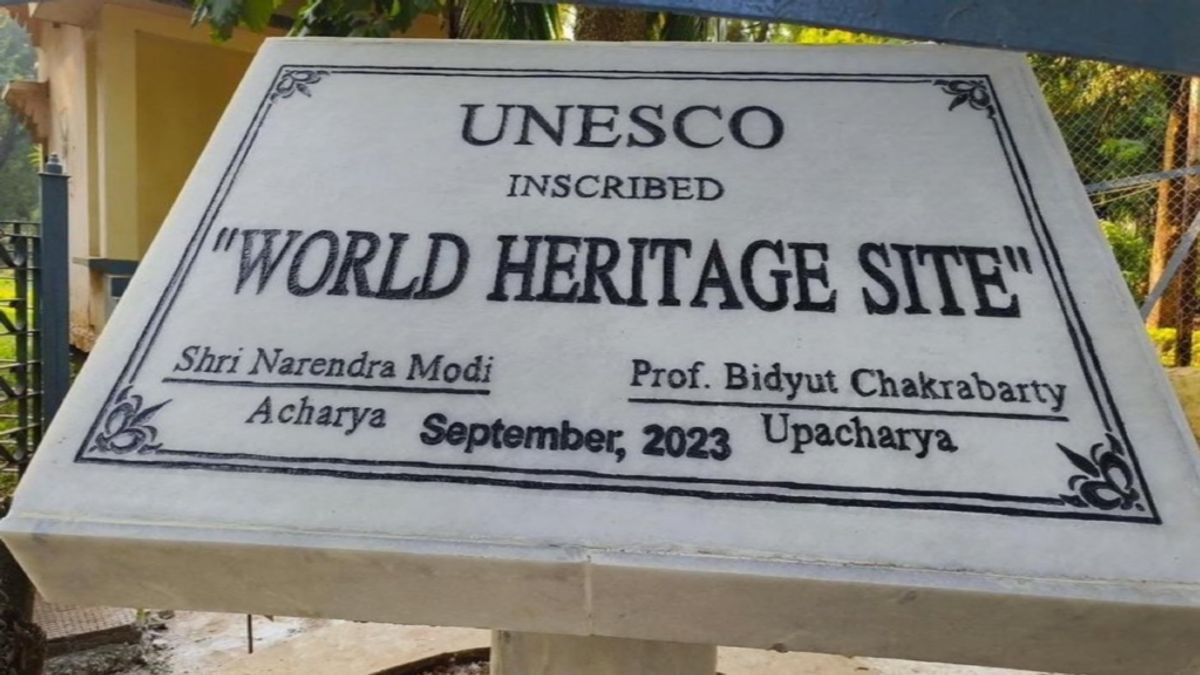 UNESCO
INSCRIBED
"WORLD HERITAGE SITE"
Shri Narendra Modi Prof. Bidyut Chakrabarty
Acharya September, 2023 Upacharya